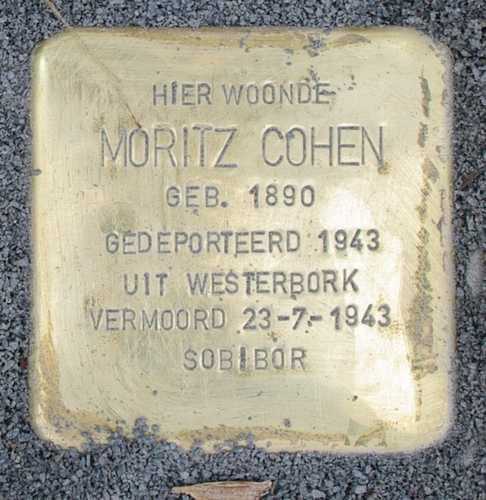 HIER WOONDE
MORITZ COHEN
GEB. 1890
GEDEPORTEERD 1943
UIT WESTERBORK
VERMOORD 23-7-1943
SOBIBOR